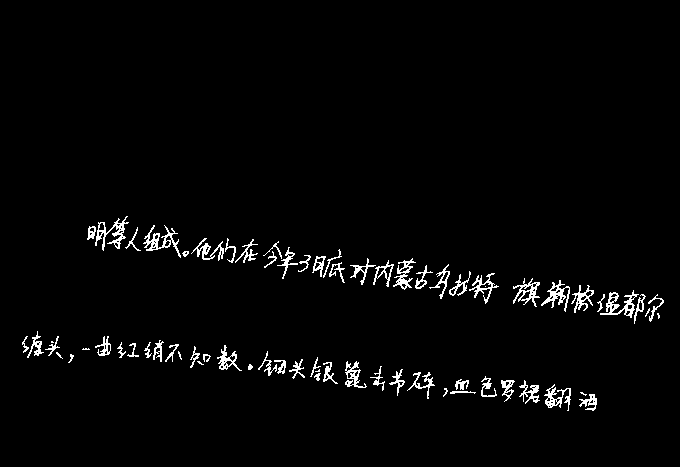 明等人组成。他们在今年3月底对内蒙古乌拉特 旗潮格温都尔
缠头，一曲红绡不知数。钿头银篦击节碎，血色罗裙翻酒